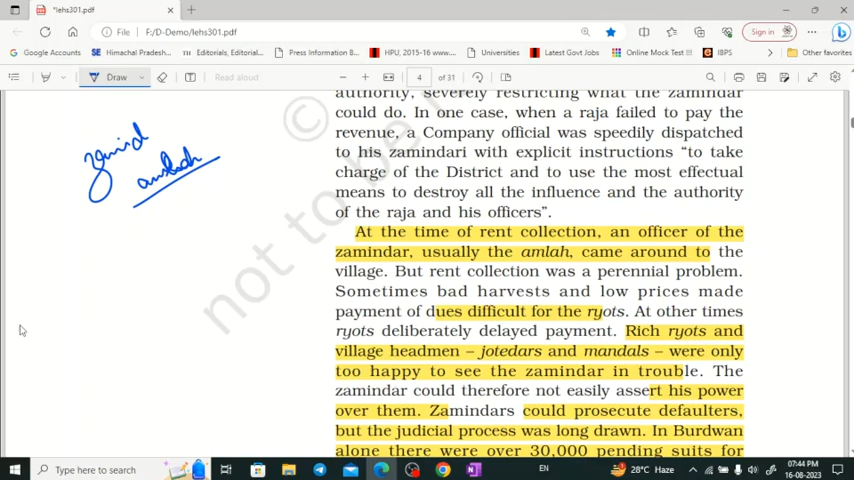 *lehs301.pdf
File
F:/D-Demo/lehs301.pdf
Sign in
Google Accounts
Himachal Pradesh...
Editorials, Editorial...
Press Information B...
HPU, 2015-16 www....
Universities
Latest Govt Jobs
Online Mock Test |...
IBPS
Other favorites
Draw
Read aloud
4
of 31
authority, severely restricting what the zamindar
could do. In one case, when a raja failed to pay the
revenue, a Company official was speedily dispatched
to his zamindari with explicit instructions “to take
charge of the District and to use the most effectual
means to destroy all the influence and the authority
of the raja and his officers”.
At the time of rent collection, an officer of the
zamindar, usually the amlah, came around to the
village. But rent collection was a perennial problem.
Sometimes bad harvests and low prices made
payment of dues difficult for the ryots. At other times
ryots deliberately delayed payment. Rich ryots and
village headmen – jotedars and mandals – were only
too happy to see the zamindar in trouble. The
zamindar could therefore not easily assert his power
over them. Zamindars could prosecute defaulters,
but the judicial process was long drawn. In Burdwan
alone there were over 30,000 pending suits for
amlah
not to be r
©
Type here to search
28°C Haze
EN
07:44 PM
16-08-2023